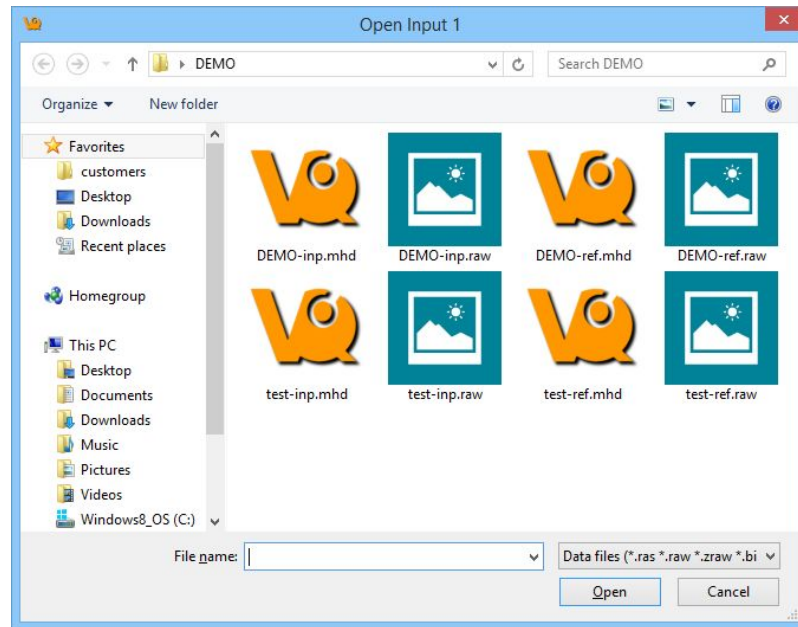 Open Input 1
DEMO
Search DEMO
Organize
New folder
Favorites
customers
Desktop
Downloads
Recent places
Homegroup
This PC
Desktop
Documents
Downloads
Music
Pictures
Videos
Windows8_OS (C:)
DEMO-inp.mhd
DEMO-inp.raw
DEMO-ref.mhd
DEMO-ref.raw
test-inp.mhd
test-inp.raw
test-ref.mhd
test-ref.raw
File name:
Data files (*.ras *.raw *.zraw *.bi
Open
Cancel